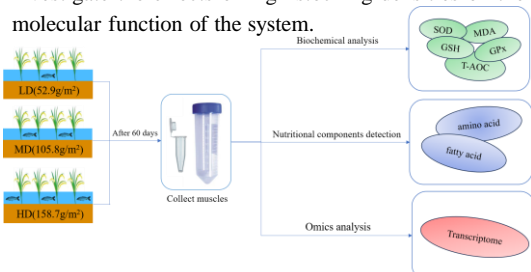 molecular function of the system.
Biochemical analysis
SOD
MDA
GSH
GPx
T-AOC
LD(52.9g/m²)
MD(105.8g/m²)
HD(158.7g/m²)
After 60 days
Collect muscles
Nutritional components detection
amino acid
fatty acid
Omics analysis
Transcriptome